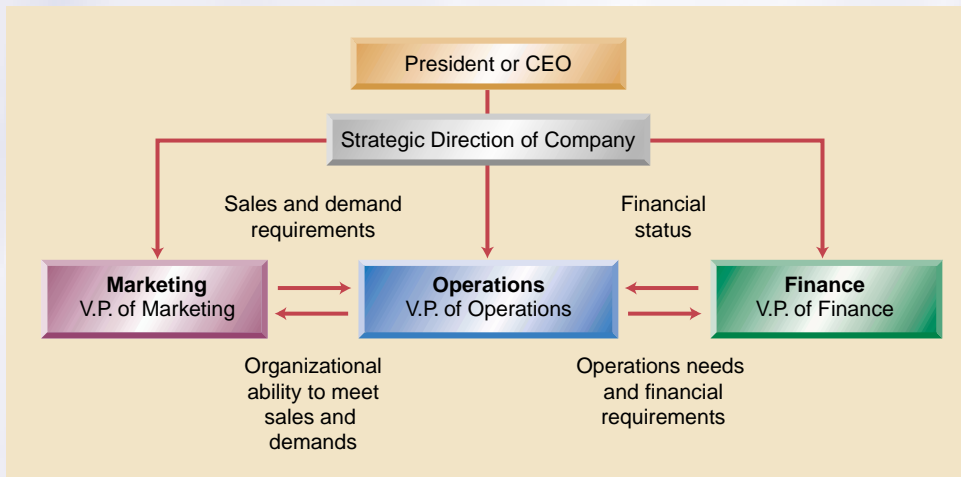 President or CEO
Strategic Direction of Company
Sales and demand
requirements
Financial
status
Marketing
V.P. of Marketing
Operations
V.P. of Operations
Finance
V.P. of Finance
Organizational
ability to meet
sales and
demands
Operations needs
and financial
requirements